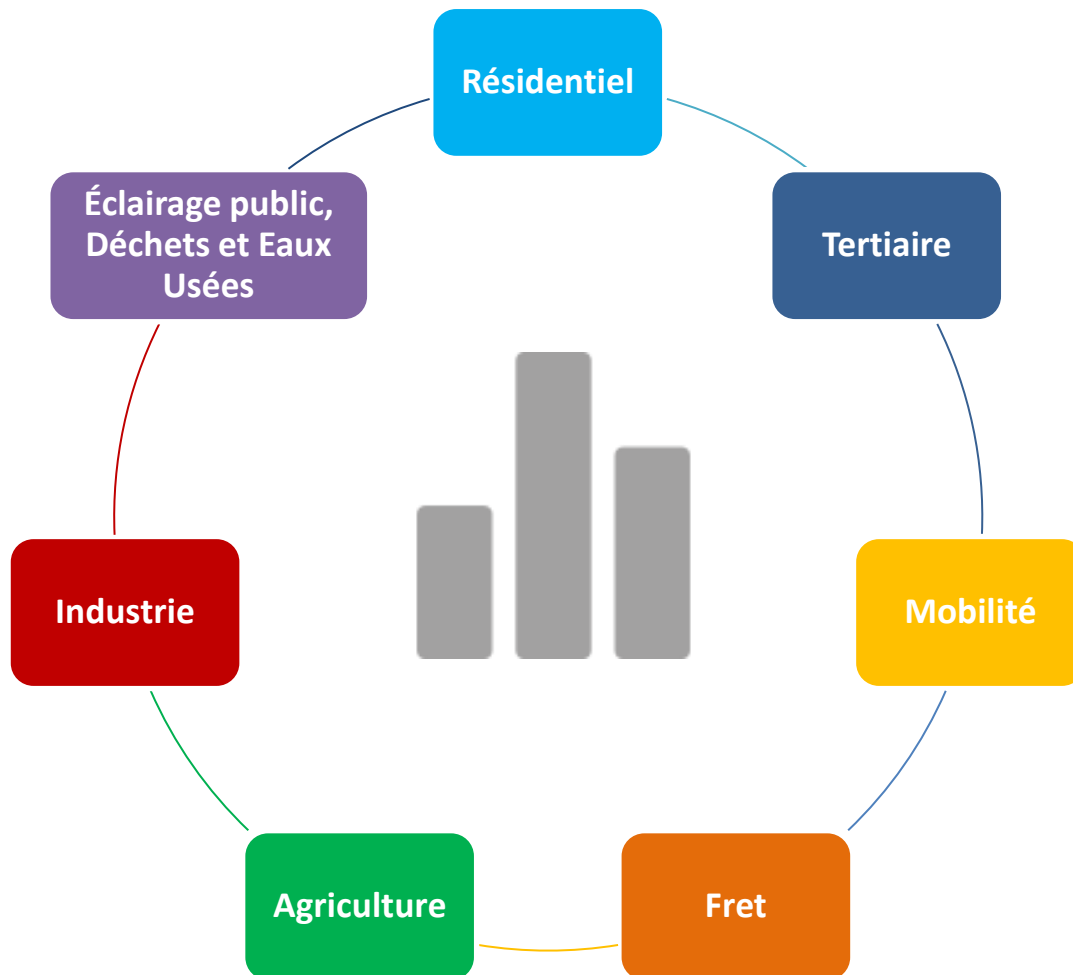 Résidentiel
Éclairage public,
Déchets et Eaux
Usées
Tertiaire
Industrie
Mobilité
Agriculture
Fret